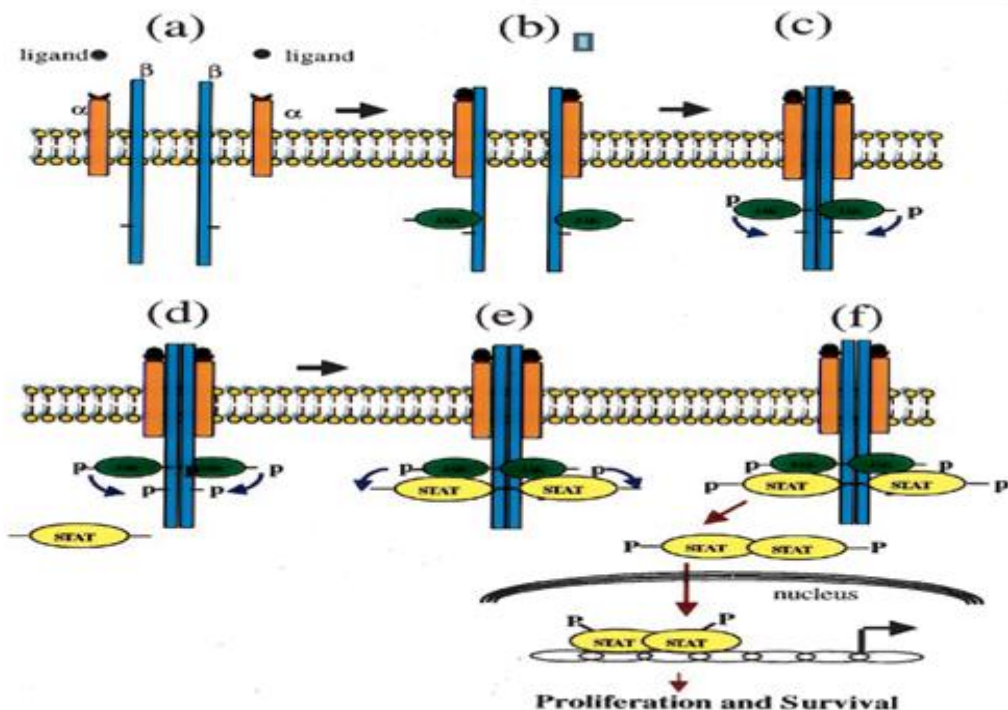 (a) (b) (c)
ligand ligand
β β
α α
P P
(d) (e) (f)
P P P P P P
P P P P
STAT STAT STAT STAT STAT
P STAT STAT P
nucleus
P P
STAT STAT
Proliferation and Survival